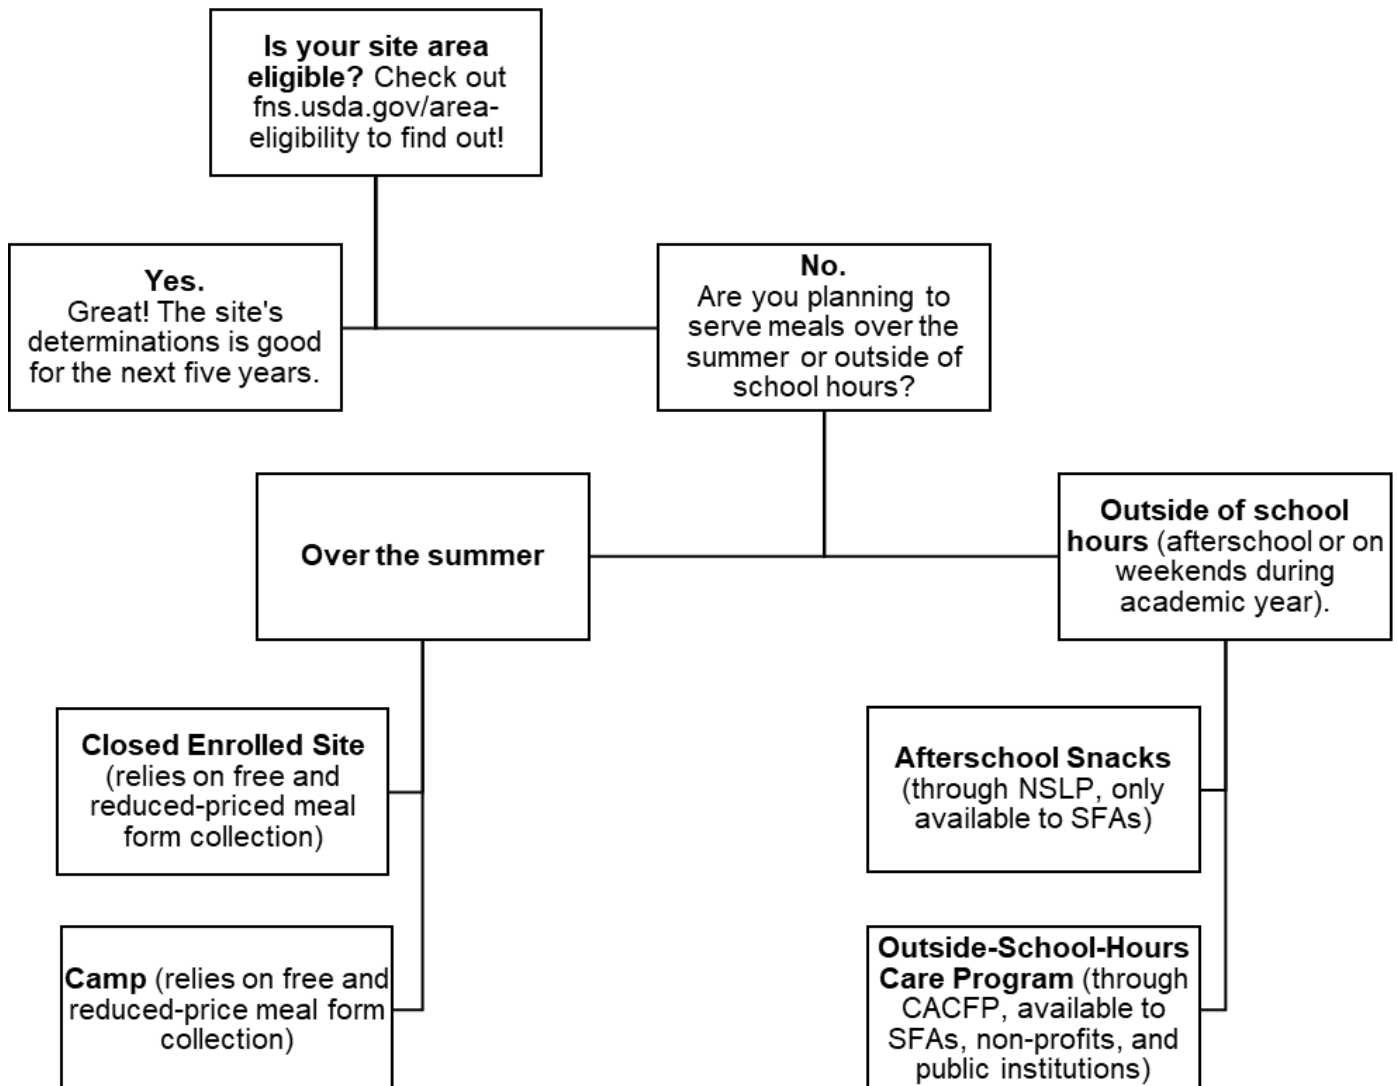 Is your site area
eligible? Check out
fns.usda.gov/area-
eligibility to find out!
Yes.
Great! The site's
determinations is good
for the next five years.
No.
Are you planning to
serve meals over the
summer or outside of
school hours?
Over the summer
Outside of school
hours (afterschool or on
weekends during
academic year).
Closed Enrolled Site
(relies on free and
reduced-priced meal
form collection)
Afterschool Snacks
(through NSLP, only
available to SFAs)
Camp (relies on free and
reduced-price meal form
collection)
Outside-School-Hours
Care Program (through
CACFP, available to
SFAs, non-profits, and
public institutions)